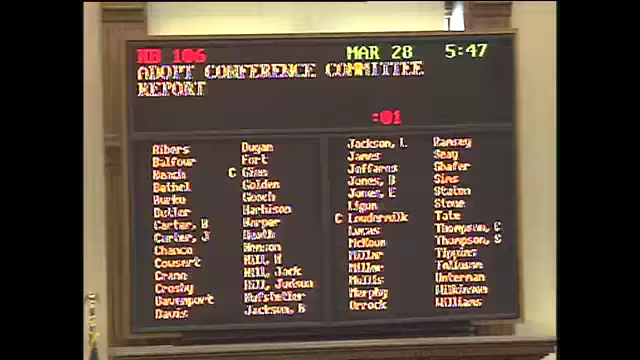 HB 106 MAR 28 5:47
ADOPT CONFERENCE COMMITTEE
REPORT
:01
Albers
Balfour
Beach
Bethel
Burke
Butler
Carter, B
Carter, J
Chance
Cowsert
Crane
Crosby
Davenport
Davis
Dugan
Fort
C Ginn
Golden
Gooch
Harbison
Harper
Heath
Henson
Hill, H
Hill, Jack
Hill, Judson
Hufstetler
Jackson, B
Jackson, L
James
Jeffares
Jones, B
Jones, E
Ligon
C Loudermilk
Lucas
McKoon
Millar
Miller
Mullis
Murphy
Orrock
Ramsey
Seay
Shafer
Sims
Staton
Stone
Tate
Thompson, C
Thompson, S
Tippins
Tolleson
Unterman
Wilkinson
Williams